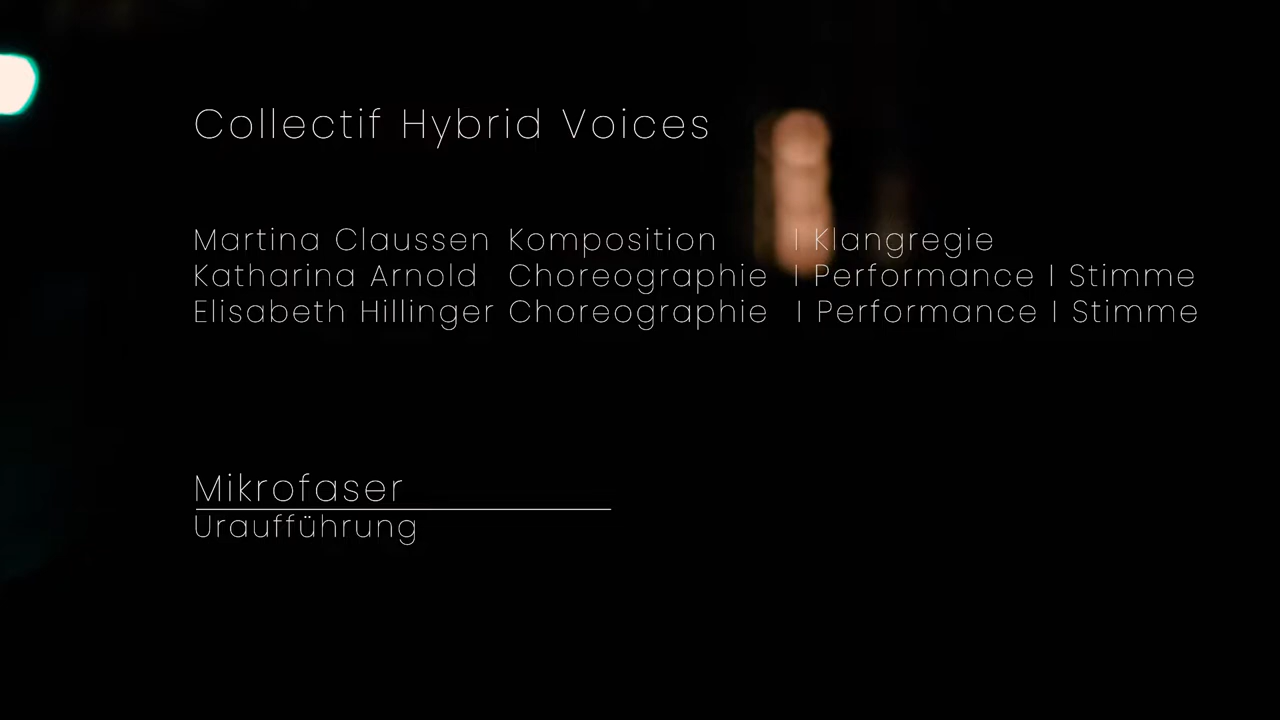 Collectif Hybrid Voices
Martina Claussen Komposition | Klangregie
Katharina Arnold Choreographie | Performance | Stimme
Elisabeth Hillinger Choreographie | Performance | Stimme
Mikrofaser
Uraufführung